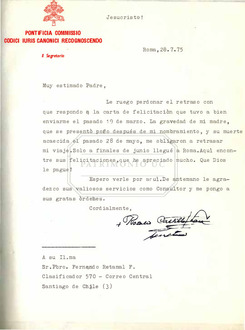 Jesucristo!
PONTIFICIA COMMISSIO
CODICI IURIS CANONICI RECOGNOSCENDO
Il Segretario
Roma, 28.7.75
Muy estimado Padre,
Le ruego perdonar el retraso con
que respondo a la carta de felicitación que tuvo a bien
enviarme el pasado 19 de marzo. La gravedad de mi madre,
que se presentó poco después de mi nombramiento, y su muerte
acaecida el pasado 28 de mayo, me obligaron a retrasar
mi viaje. Sólo a finales de junio llegué a Roma. Aquí encon-
tre sus felicitaciones, que he apreciado mucho. Que Dios
le pague!
Espero verle por aquí. De antemano le agra-
dezco sus valiosos servicios como Consultor y me pongo a
sus gratas órdenes.
Cordialmente,
A su Il.ma
Sr. Pbro. Fernando Retamal F.
Clasificador 570 - Correo Central
Santiago de Chile (3)